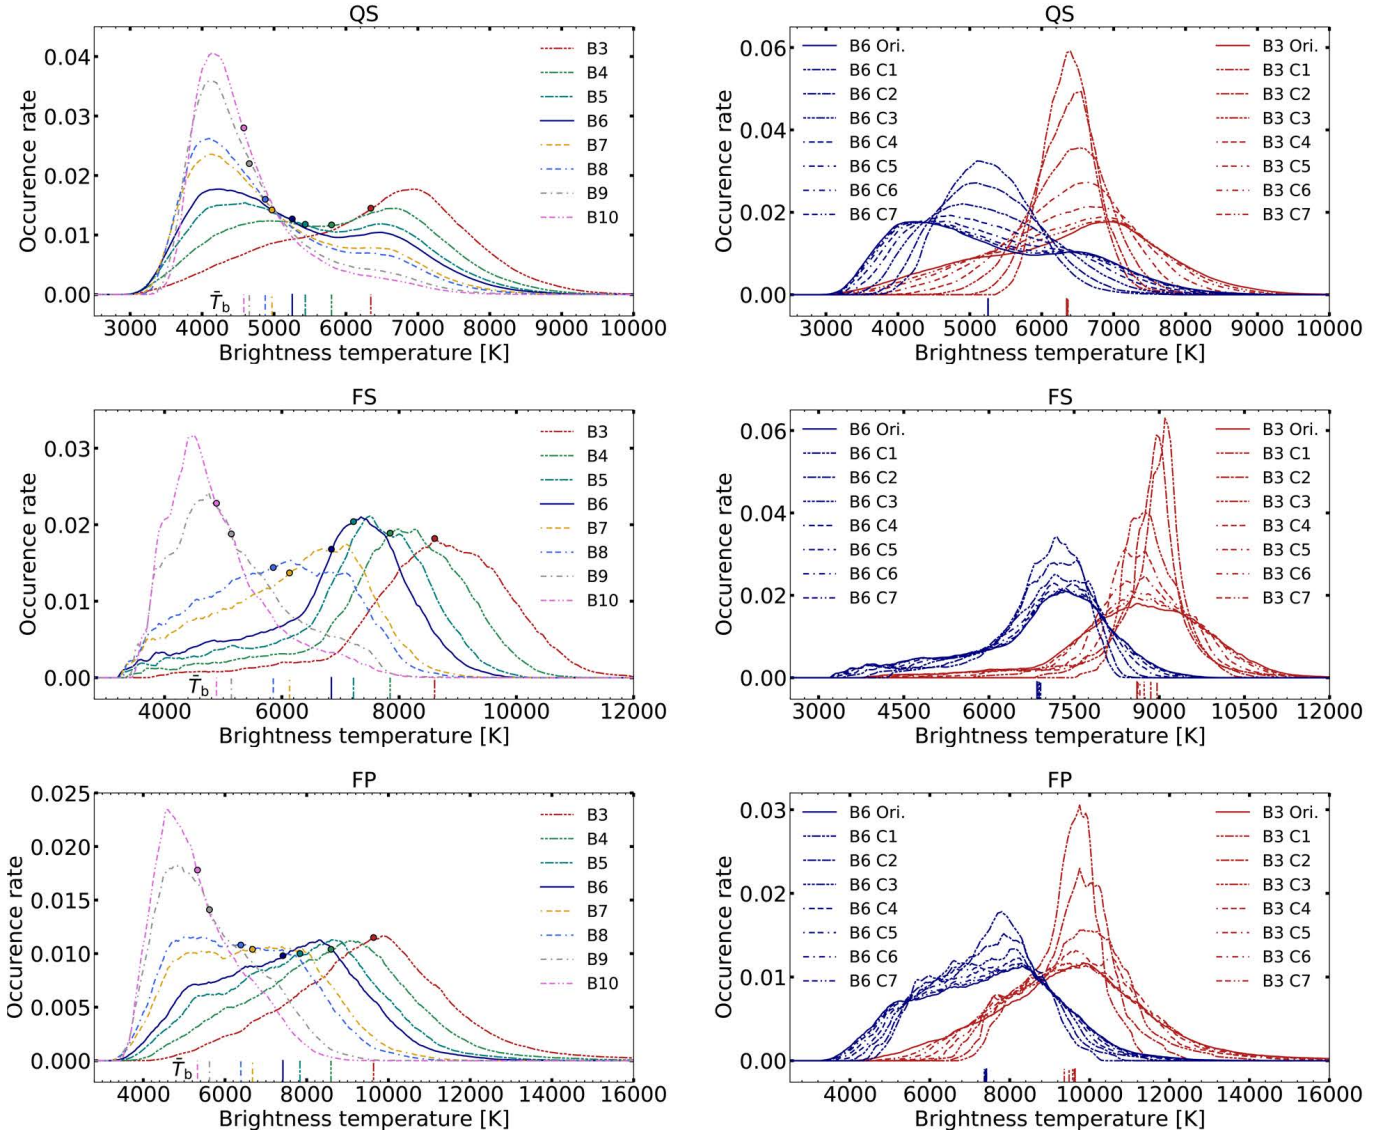 QS
Occurence rate
0.04
0.03
0.02
0.01
0.00
B3
B4
B5
B6
B7
B8
B9
B10
T̄b
3000 4000 5000 6000 7000 8000 9000 10000
Brightness temperature [K]
QS
Occurence rate
0.06
0.04
0.02
0.00
B6 Ori.
B6 C1
B6 C2
B6 C3
B6 C4
B6 C5
B6 C6
B6 C7
B3 Ori.
B3 C1
B3 C2
B3 C3
B3 C4
B3 C5
B3 C6
B3 C7
3000 4000 5000 6000 7000 8000 9000 10000
Brightness temperature [K]
FS
Occurence rate
0.03
0.02
0.01
0.00
B3
B4
B5
B6
B7
B8
B9
B10
T̄b
4000 6000 8000 10000 12000
Brightness temperature [K]
FS
Occurence rate
0.06
0.04
0.02
0.00
B6 Ori.
B6 C1
B6 C2
B6 C3
B6 C4
B6 C5
B6 C6
B6 C7
B3 Ori.
B3 C1
B3 C2
B3 C3
B3 C4
B3 C5
B3 C6
B3 C7
3000 4500 6000 7500 9000 10500 12000
Brightness temperature [K]
FP
Occurence rate
0.025
0.020
0.015
0.010
0.005
0.000
B3
B4
B5
B6
B7
B8
B9
B10
T̄b
4000 6000 8000 10000 12000 14000 16000
Brightness temperature [K]
FP
Occurence rate
0.03
0.02
0.01
0.00
B6 Ori.
B6 C1
B6 C2
B6 C3
B6 C4
B6 C5
B6 C6
B6 C7
B3 Ori.
B3 C1
B3 C2
B3 C3
B3 C4
B3 C5
B3 C6
B3 C7
4000 6000 8000 10000 12000 14000 16000
Brightness temperature [K]